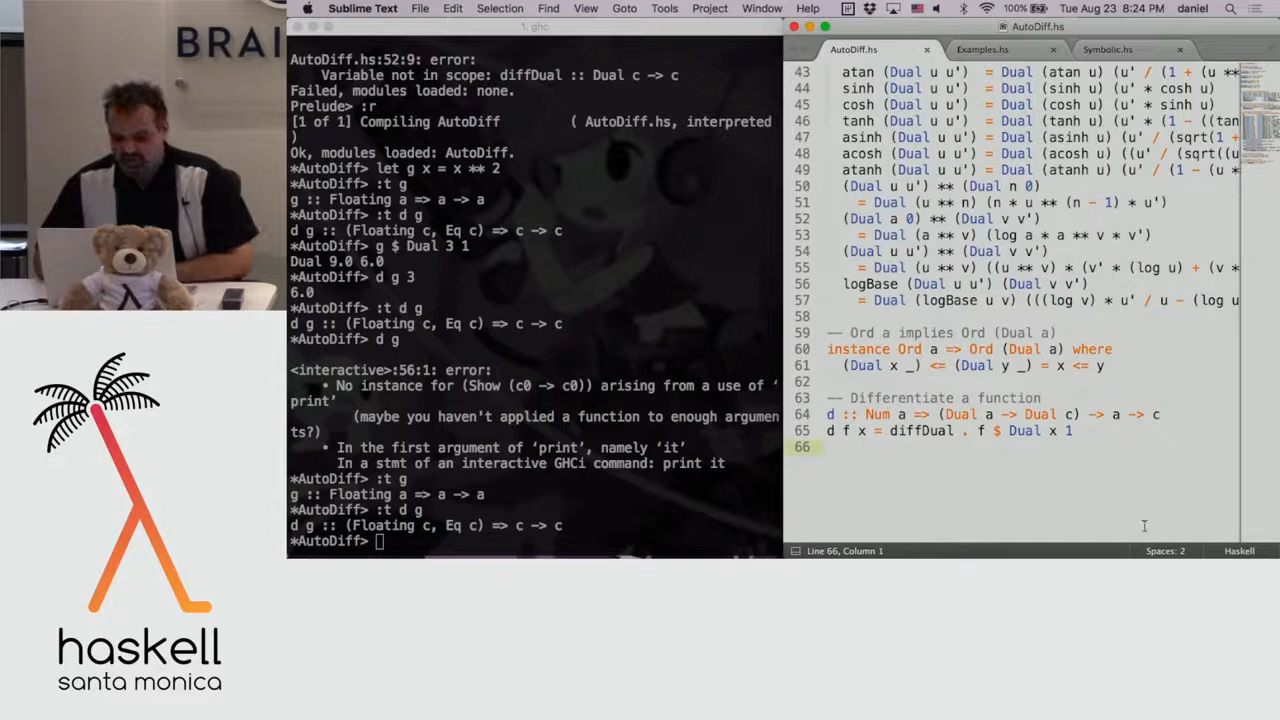 Sublime Text File Edit Selection Find View Goto Tools Project Window Help 100% Tue Aug 23 8:24 PM daniel
BRAI
1. ghc
AutoDiff.hs:52:9: error:
Variable not in scope: diffDual :: Dual c -> c
Failed, modules loaded: none.
Prelude> :r
[1 of 1] Compiling AutoDiff ( AutoDiff.hs, interpreted
)
Ok, modules loaded: AutoDiff.
*AutoDiff> let g x = x ** 2
*AutoDiff> :t g
g :: Floating a => a -> a
*AutoDiff> :t d g
d g :: (Floating c, Eq c) => c -> c
*AutoDiff> g $ Dual 3 1
Dual 9.0 6.0
*AutoDiff> d g 3
6.0
*AutoDiff> :t d g
d g :: (Floating c, Eq c) => c -> c
*AutoDiff> d g
<interactive>:56:1: error:
• No instance for (Show (c0 -> c0)) arising from a use of ‘
print’
(maybe you haven't applied a function to enough argumen
ts?)
• In the first argument of ‘print’, namely ‘it’
In a stmt of an interactive GHCi command: print it
*AutoDiff> :t g
g :: Floating a => a -> a
*AutoDiff> :t d g
d g :: (Floating c, Eq c) => c -> c
*AutoDiff>
AutoDiff.hs
AutoDiff.hs Examples.hs Symbolic.hs
43 atan (Dual u u') = Dual (atan u) (u' / (1 + (u **
44 sinh (Dual u u') = Dual (sinh u) (u' * cosh u)
45 cosh (Dual u u') = Dual (cosh u) (u' * sinh u)
46 tanh (Dual u u') = Dual (tanh u) (u' * (1 - ((tan
47 asinh (Dual u u') = Dual (asinh u) (u' / (sqrt(1 +
48 acosh (Dual u u') = Dual (acosh u) ((u' / (sqrt((u
49 atanh (Dual u u') = Dual (atanh u) (u' / (1 - (u *
50 (Dual u u') ** (Dual n 0)
51 = Dual (u ** n) (n * u ** (n - 1) * u')
52 (Dual a 0) ** (Dual v v')
53 = Dual (a ** v) (log a * a ** v * v')
54 (Dual u u') ** (Dual v v')
55 = Dual (u ** v) ((u ** v) * (v' * (log u) + (v *
56 logBase (Dual u u') (Dual v v')
57 = Dual (logBase u v) (((log v) * u' / u - (log u
58
59 -- Ord a implies Ord (Dual a)
60 instance Ord a => Ord (Dual a) where
61 (Dual x _) <= (Dual y _) = x <= y
62
63 -- Differentiate a function
64 d :: Num a => (Dual a -> Dual c) -> a -> c
65 d f x = diffDual . f $ Dual x 1
66
Line 66, Column 1 Spaces: 2 Haskell
haskell
santa monica